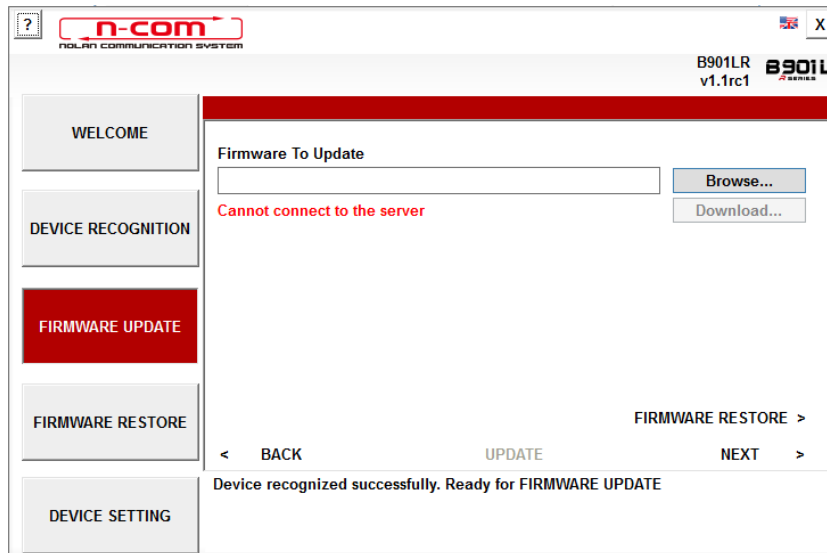 ?
n-com
NOLAN COMMUNICATION SYSTEM
X
B901LR
v1.1rc1
B901L
R SERIES
WELCOME
DEVICE RECOGNITION
FIRMWARE UPDATE
FIRMWARE RESTORE
DEVICE SETTING
Firmware To Update
Browse...
Cannot connect to the server
Download...
FIRMWARE RESTORE >
< BACK UPDATE NEXT >
Device recognized successfully. Ready for FIRMWARE UPDATE